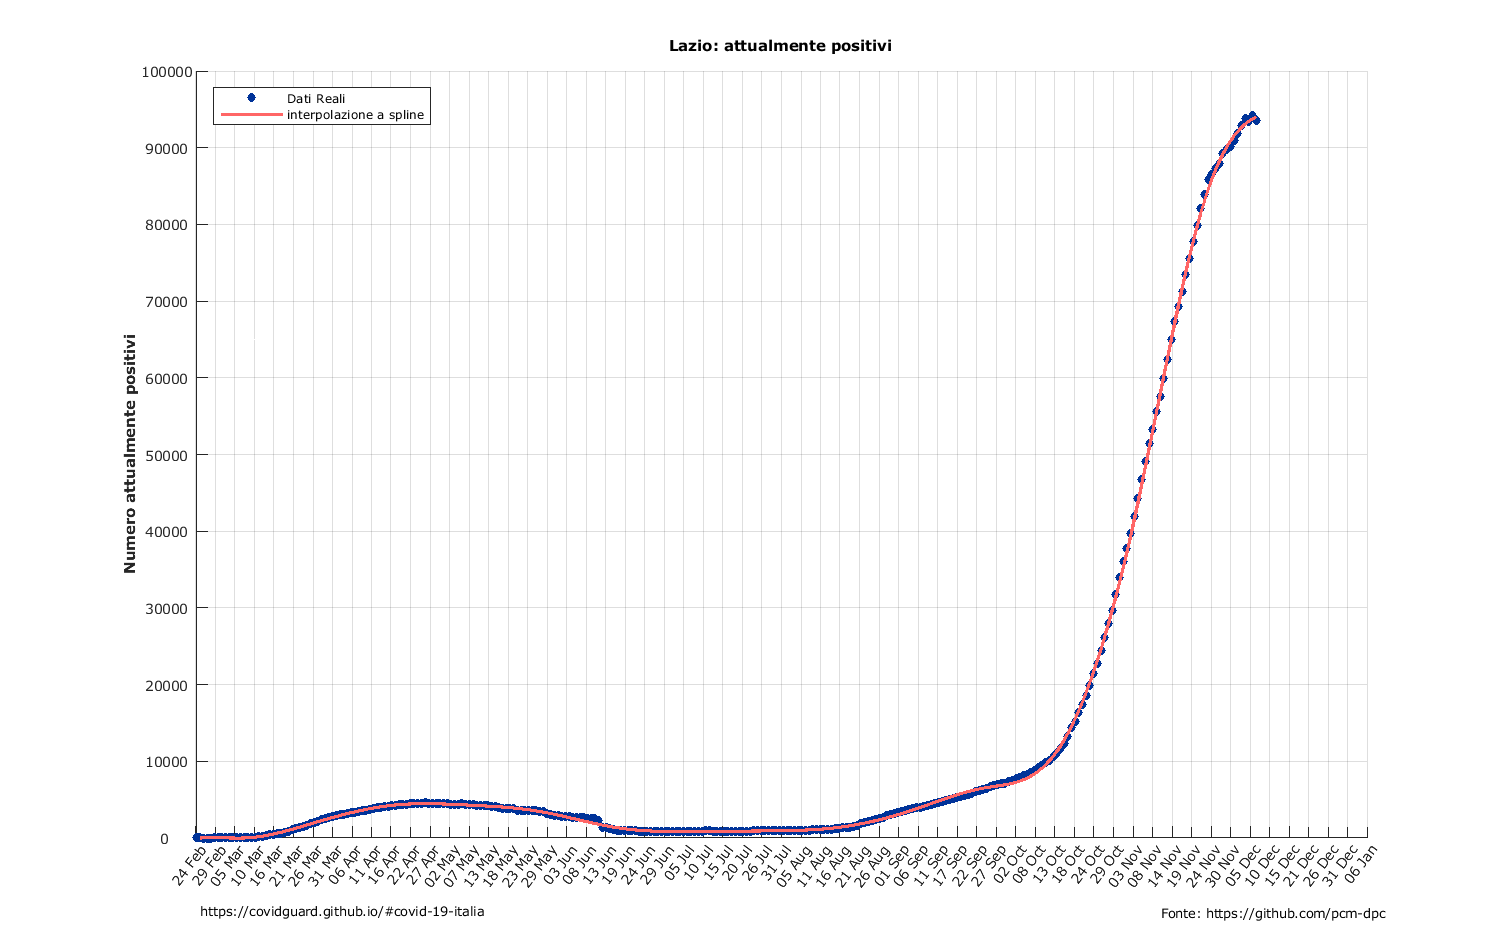 Lazio: attualmente positivi
Dati Reali
interpolazione a spline
Numero attualmente positivi
100000
90000
80000
70000
60000
50000
40000
30000
20000
10000
0
24 Feb
29 Feb
05 Mar
10 Mar
16 Mar
21 Mar
26 Mar
31 Mar
06 Apr
11 Apr
16 Apr
22 Apr
27 Apr
02 May
07 May
13 May
18 May
23 May
29 May
03 Jun
08 Jun
13 Jun
19 Jun
24 Jun
29 Jun
05 Jul
10 Jul
15 Jul
20 Jul
26 Jul
31 Jul
05 Aug
11 Aug
16 Aug
21 Aug
26 Aug
01 Sep
06 Sep
11 Sep
17 Sep
22 Sep
27 Sep
02 Oct
08 Oct
13 Oct
18 Oct
24 Oct
29 Oct
03 Nov
08 Nov
14 Nov
19 Nov
24 Nov
30 Nov
05 Dec
10 Dec
15 Dec
21 Dec
26 Dec
31 Dec
06 Jan
https://covidguard.github.io/#covid-19-italia
Fonte: https://github.com/pcm-dpc